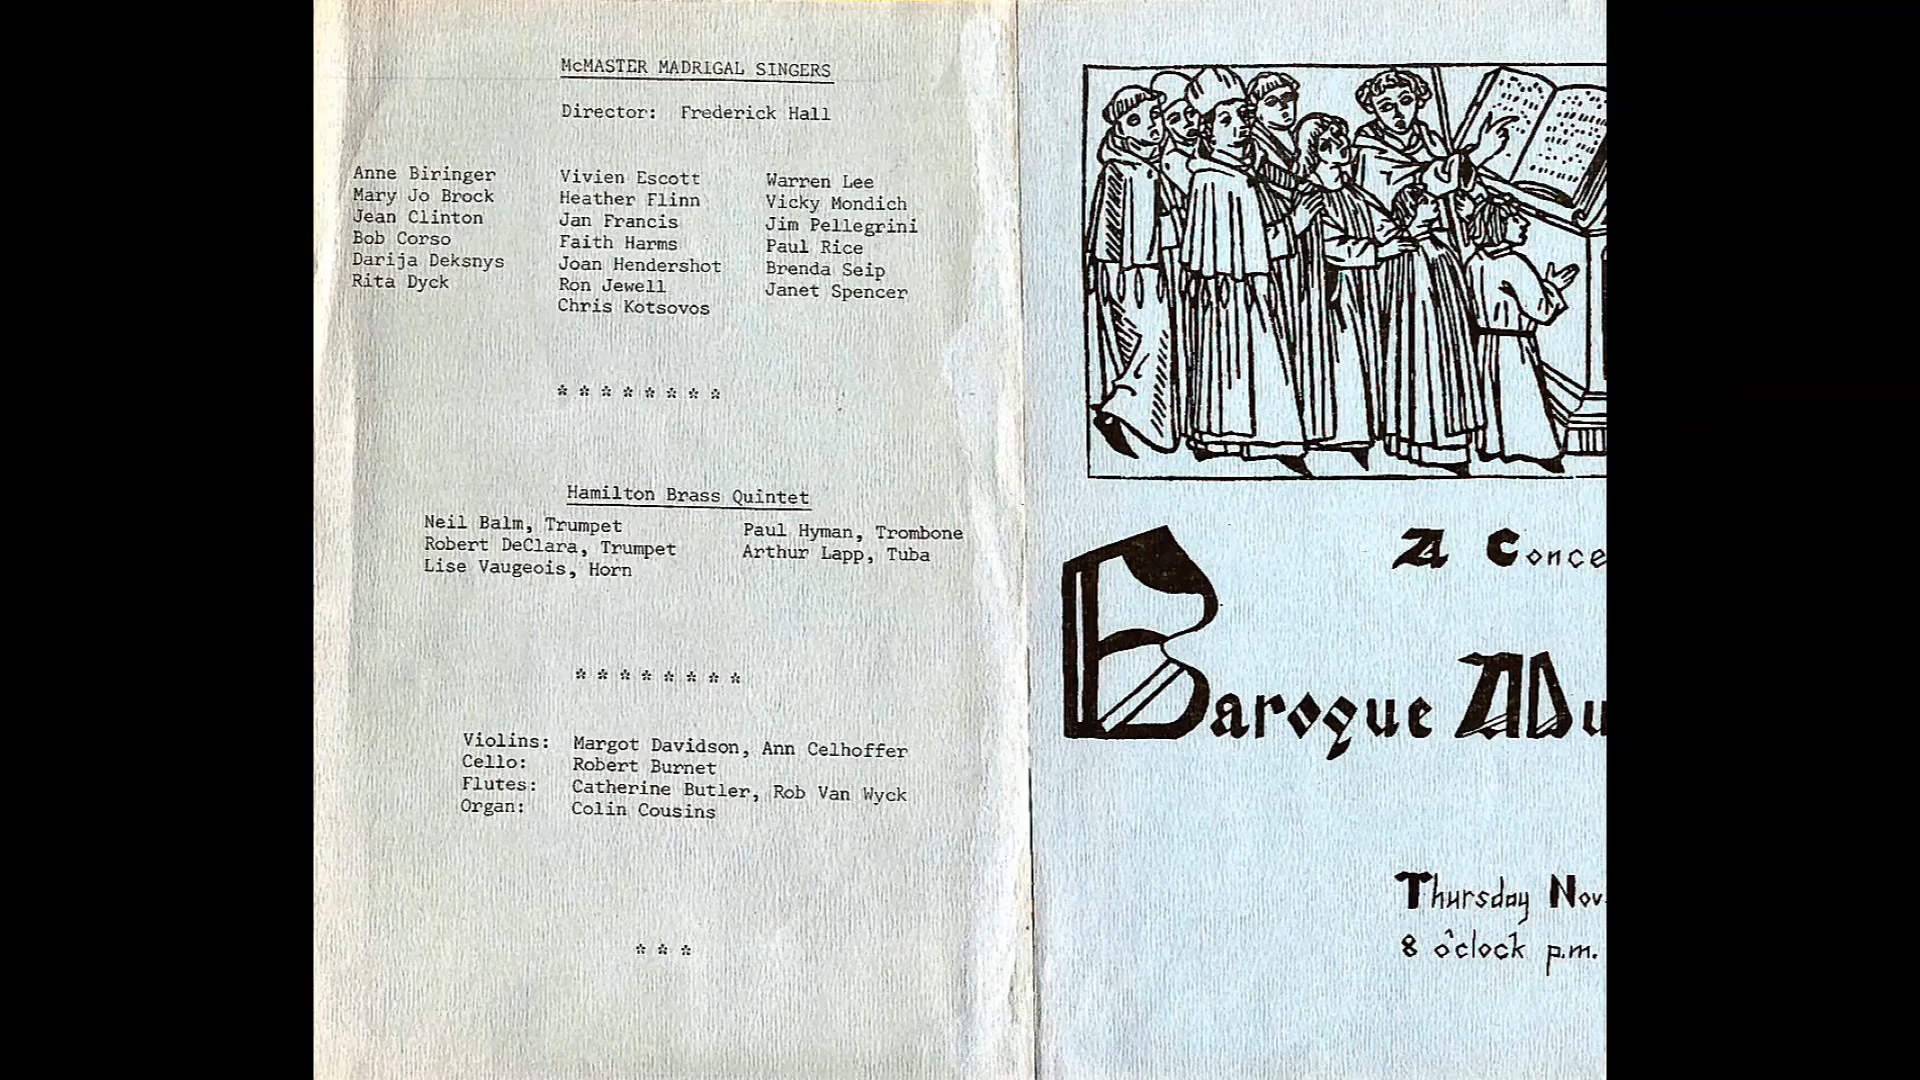 McMASTER MADRIGAL SINGERS
Director: Frederick Hall
Anne Biringer
Mary Jo Brock
Jean Clinton
Bob Corso
Darija Deksnys
Rita Dyck
Vivien Escott
Heather Flinn
Jan Francis
Faith Harms
Joan Hendershot
Ron Jewell
Chris Kotsovos
Warren Lee
Vicky Mondich
Jim Pellegrini
Paul Rice
Brenda Seip
Janet Spencer
* * * * * * * *
Hamilton Brass Quintet
Neil Balm, Trumpet
Robert DeClara, Trumpet
Lise Vaugeois, Horn
Paul Hyman, Trombone
Arthur Lapp, Tuba
* * * * * * * *
Violins: Margot Davidson, Ann Celhoffer
Cello: Robert Burnet
Flutes: Catherine Butler, Rob Van Wyck
Organ: Colin Cousins
* * *
A Conce
Baroque Mu
Thursday Nov.
8 o'clock p.m.